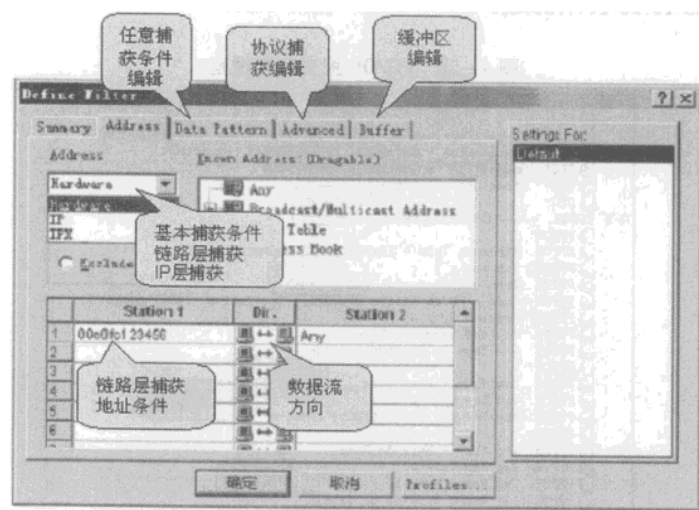 任意捕
获条件
编辑
协议捕
获编辑
缓冲区
编辑
Define Filter
Summary Address Data Pattern Advanced Buffer
Settings For:
Default
Address
Known Address: (Dragable)
Hardware
Hardware
IP
IPX
Any
Broadcast/Multicast Address
Table
ess Book
基本捕获条件
链路层捕获
IP层捕获
Exclude
Station 1 Dir. Station 2
1 Any
2
3
4
5
6
链路层捕获
地址条件
数据流
方向
确定 取消 Profiles...